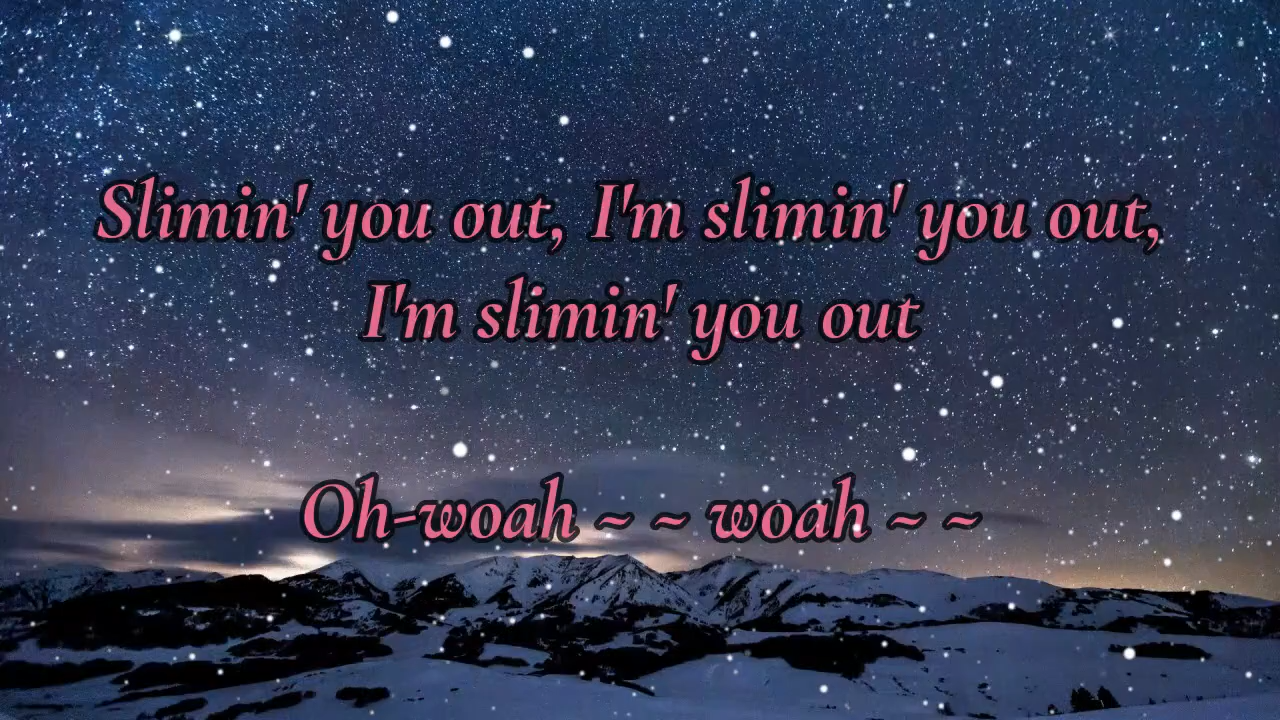 Slimin' you out, I'm slimin' you out,
I'm slimin' you out
Oh-woah ~ ~ woah ~ ~